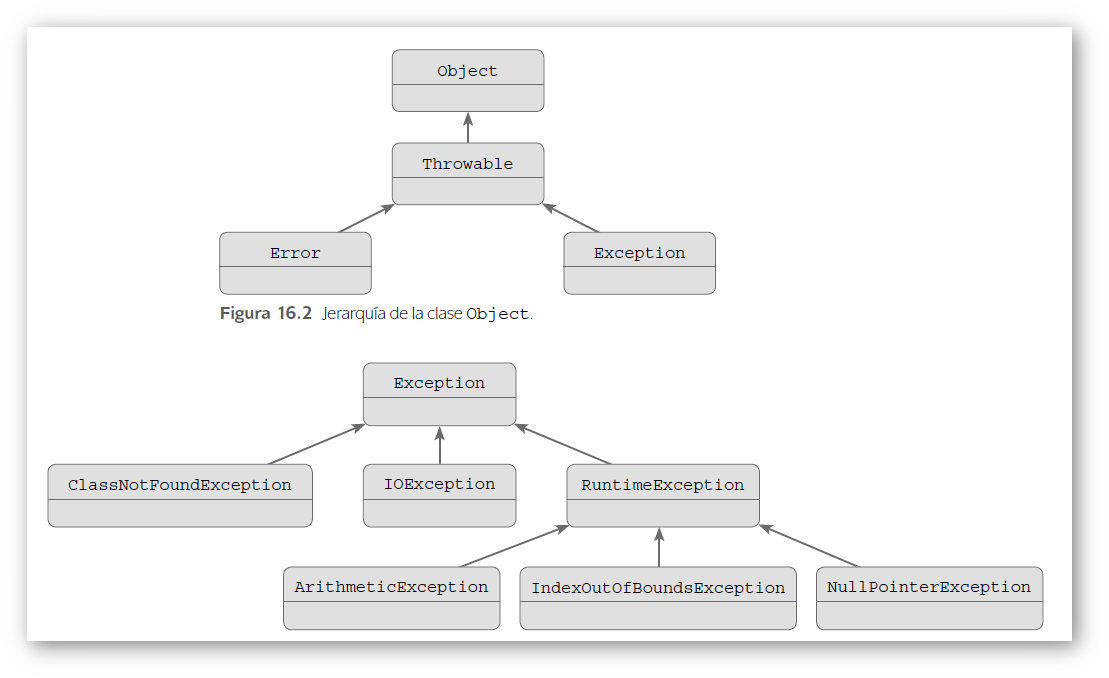 Object
Throwable
Error
Exception
Figura 16.2 Jerarquía de la clase Object.
Exception
ClassNotFoundException
IOException
RuntimeException
ArithmeticException
IndexOutOfBoundsException
NullPointerException